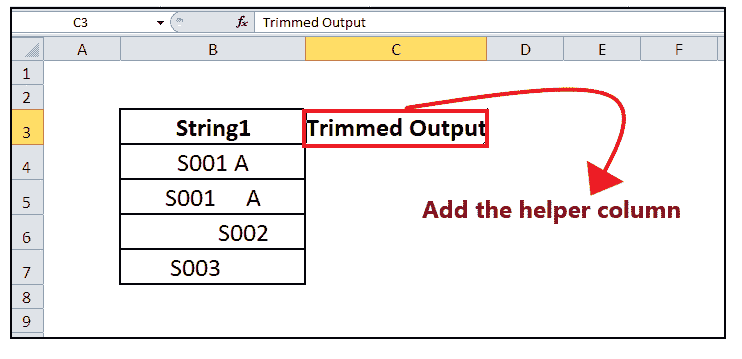 C3 fx Trimmed Output
A B C D E F
1
2
3 String1 Trimmed Output
4 S001 A
5 S001      A
Add the helper column
6 S002
7 S003
8
9